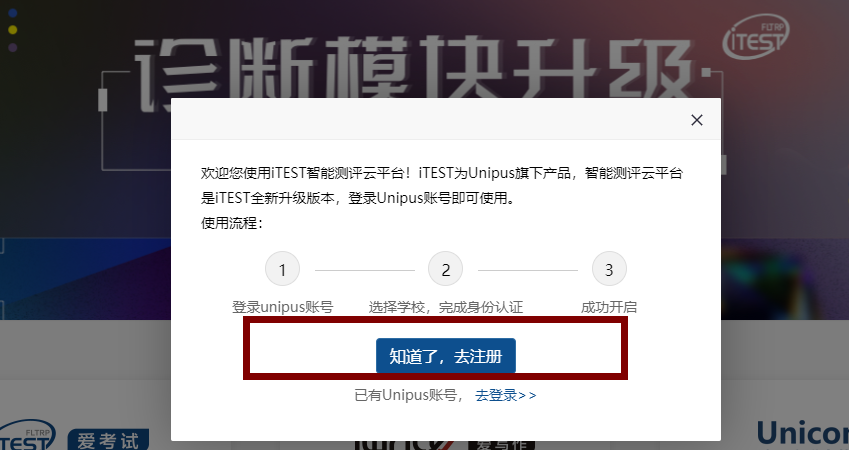 诊断模块升级
FLTRP
iTEST
欢迎您使用iTEST智能测评云平台！iTEST为Unipus旗下产品，智能测评云平台
是iTEST全新升级版本，登录Unipus账号即可使用。
使用流程：
1 2 3
登录unipus账号 选择学校，完成身份认证 成功开启
知道了，去注册
已有Unipus账号， 去登录>>
FLTRP
iTEST 爱考试
爱写作
Unicor